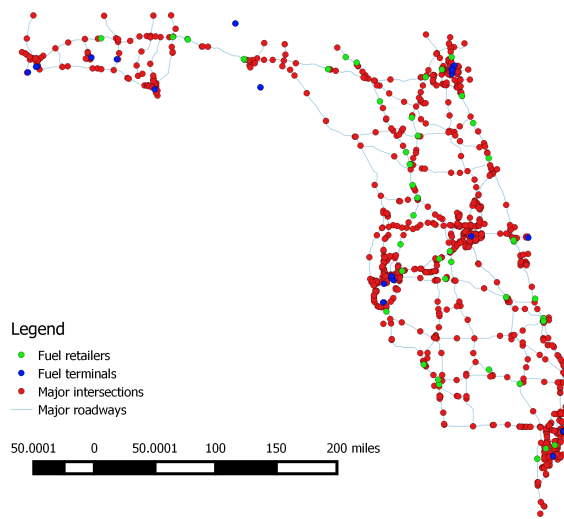 Legend
Fuel retailers
Fuel terminals
Major intersections
Major roadways
50.0001 0 50.0001 100 150 200 miles